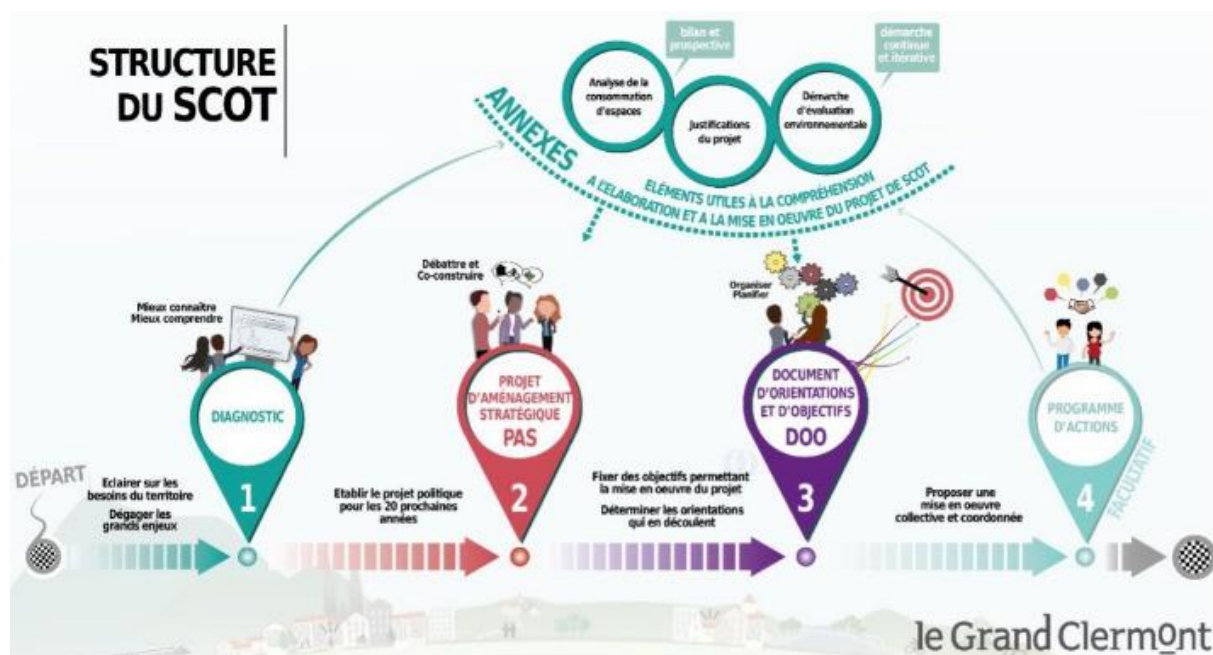 STRUCTURE
DU SCOT
bilan et
prospective
démarche
continue
et itérative
Analyse de la
consommation
d'espaces
Justifications
du projet
Démarche
d'évaluation
environnementale
ANNEXES
ELÉMENTS UTILES À LA COMPRÉHENSION
A L'ELABORATION ET A LA MISE EN OEUVRE DU PROJET DE SCOT
Mieux connaître
Mieux comprendre
Débattre et
Co-construire
Organiser
Planifier
DIAGNOSTIC
1
PROJET
D'AMÉNAGEMENT
STRATÉGIQUE
PAS
2
DOCUMENT
D'ORIENTATIONS
ET D'OBJECTIFS
DOO
3
PROGRAMME
D'ACTIONS
4
FACULTATIF
DÉPART
Eclairer sur les
besoins du territoire
Dégager les
grands enjeux
Etablir le projet politique
pour les 20 prochaines
années
Fixer des objectifs permettant
la mise en oeuvre du projet
Déterminer les orientations
qui en découlent
Proposer une
mise en oeuvre
collective et coordonnée
le Grand Clermont